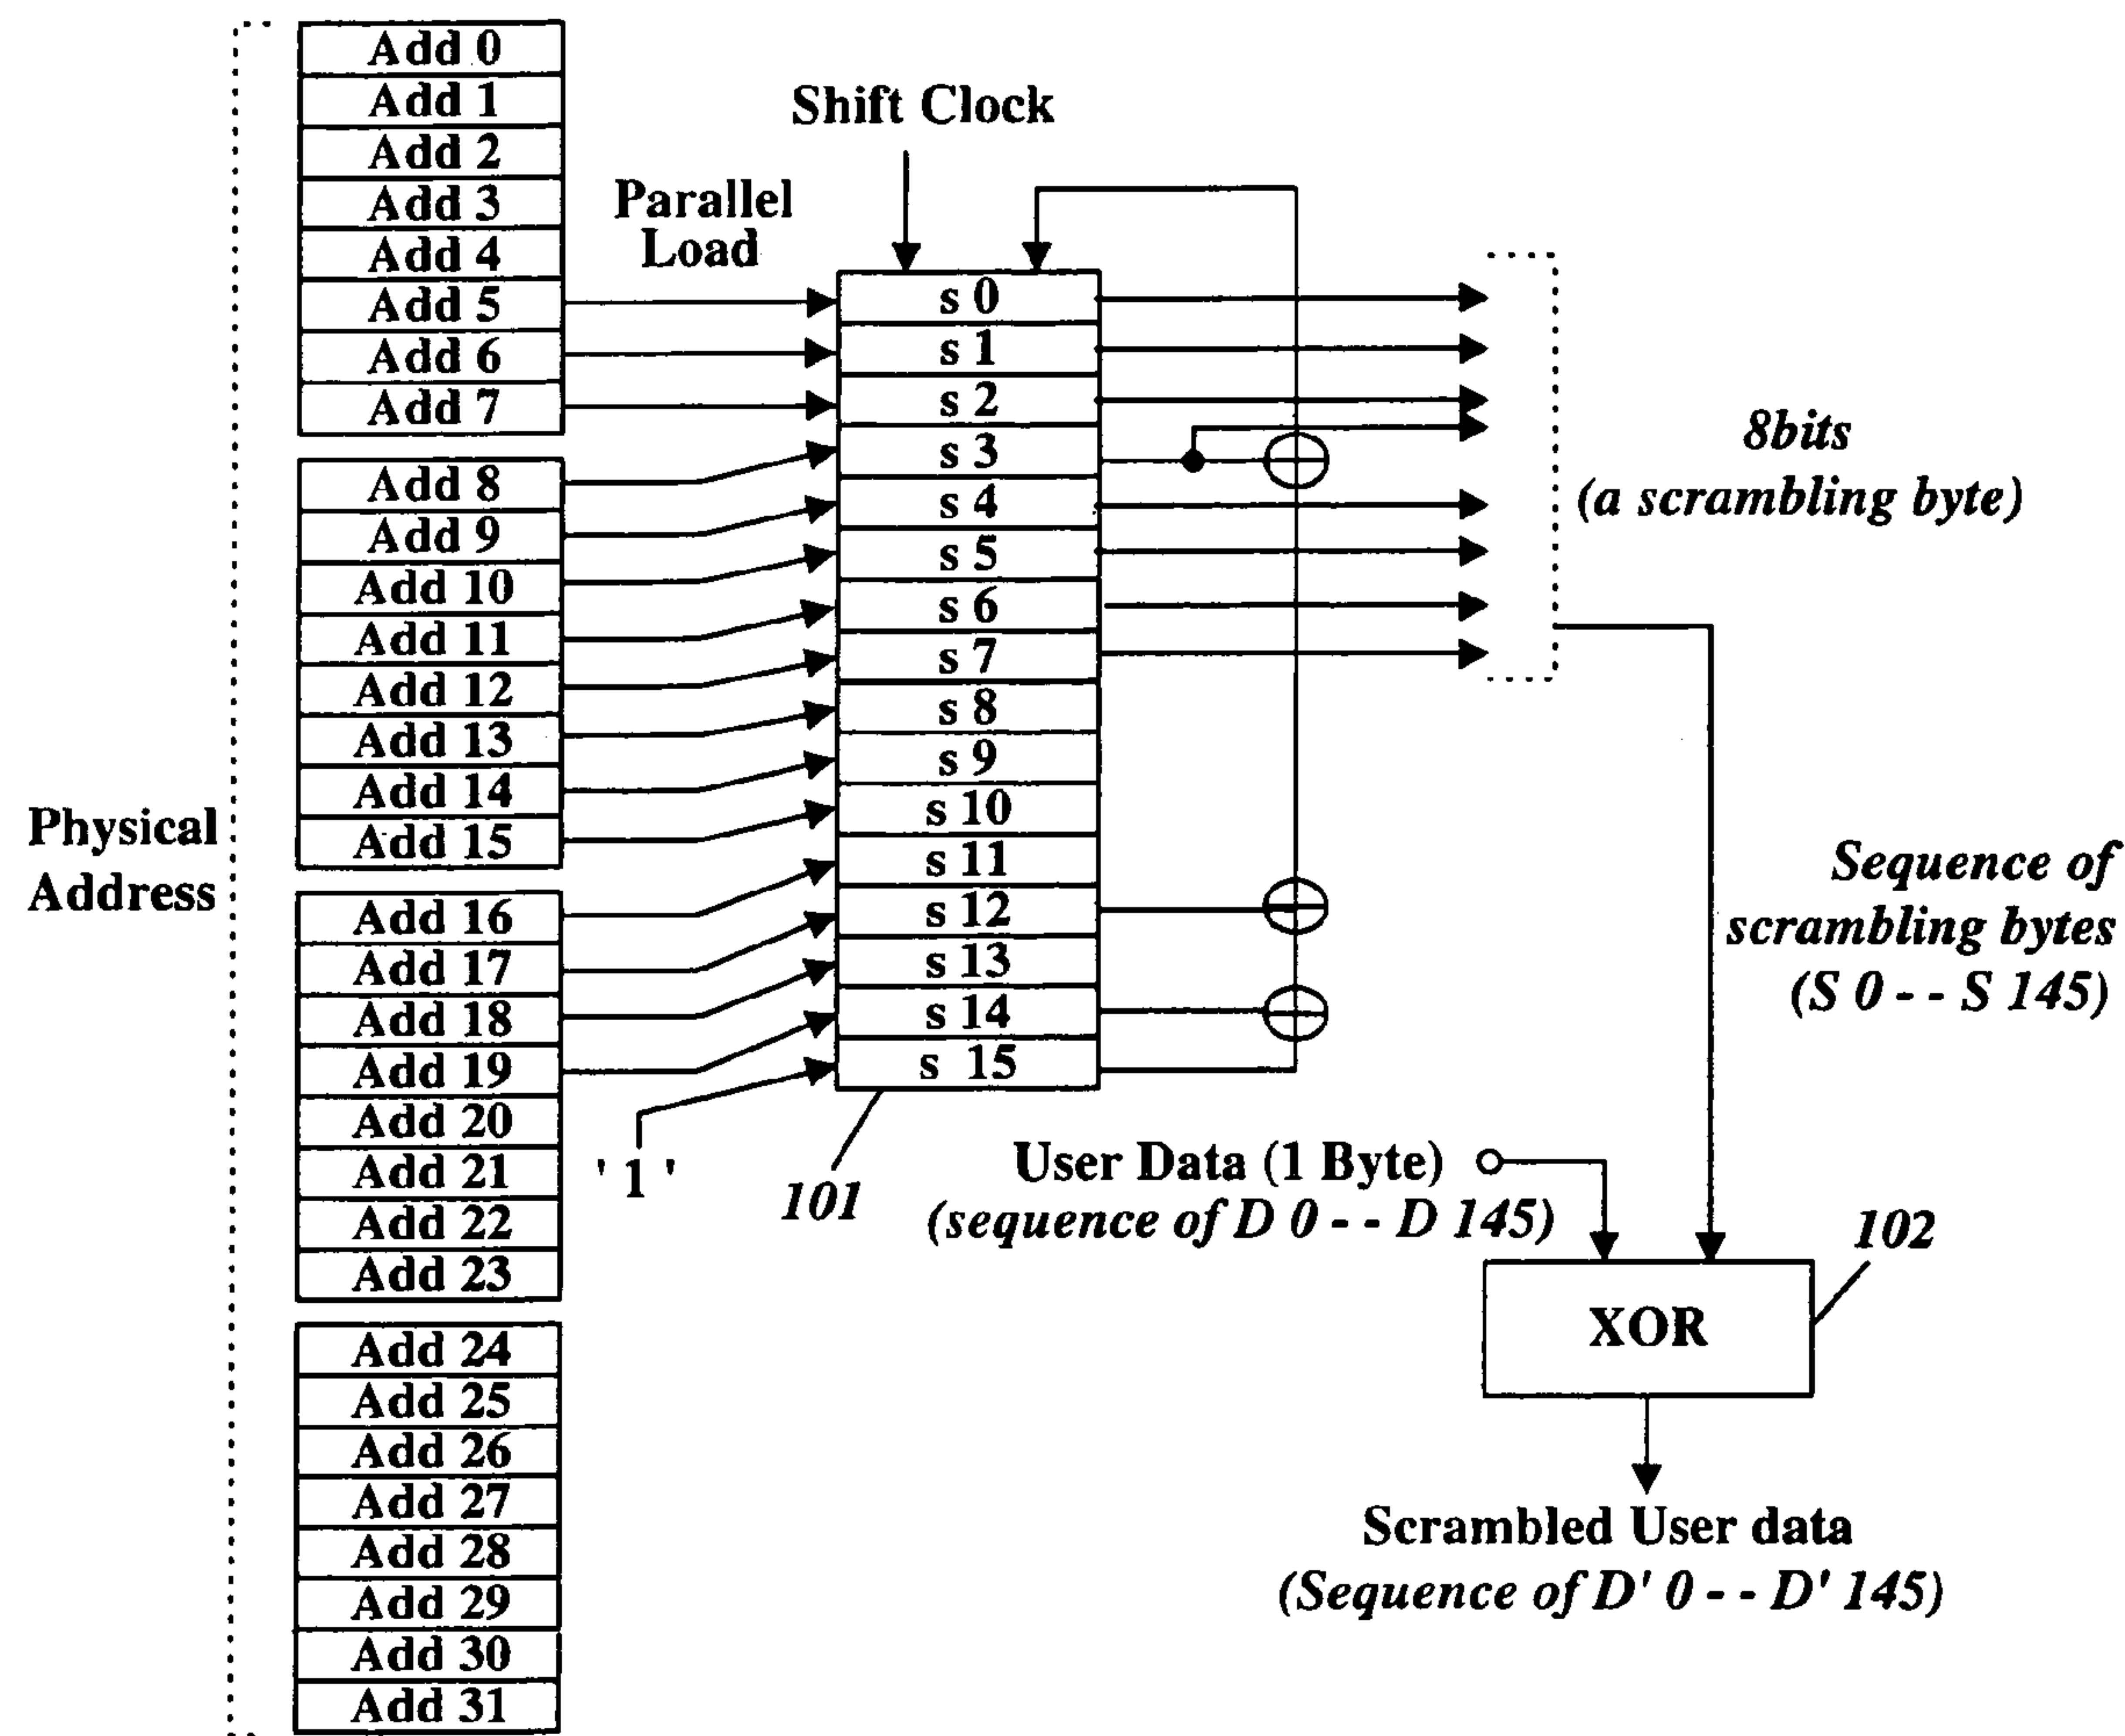 Add 0
Add 1
Add 2
Add 3
Add 4
Add 5
Add 6
Add 7
Add 8
Add 9
Add 10
Add 11
Add 12
Add 13
Add 14
Add 15
Add 16
Add 17
Add 18
Add 19
Add 20
Add 21
Add 22
Add 23
Add 24
Add 25
Add 26
Add 27
Add 28
Add 29
Add 30
Add 31
Physical
Address
Parallel
Load
Shift Clock
s 0
s 1
s 2
s 3
s 4
s 5
s 6
s 7
s 8
s 9
s 10
s 11
s 12
s 13
s 14
s 15
' 1 '
101
8bits
(a scrambling byte)
Sequence of
scrambling bytes
(S 0 - - S 145)
User Data (1 Byte)
(sequence of D 0 - - D 145)
102
XOR
Scrambled User data
(Sequence of D' 0 - - D' 145)